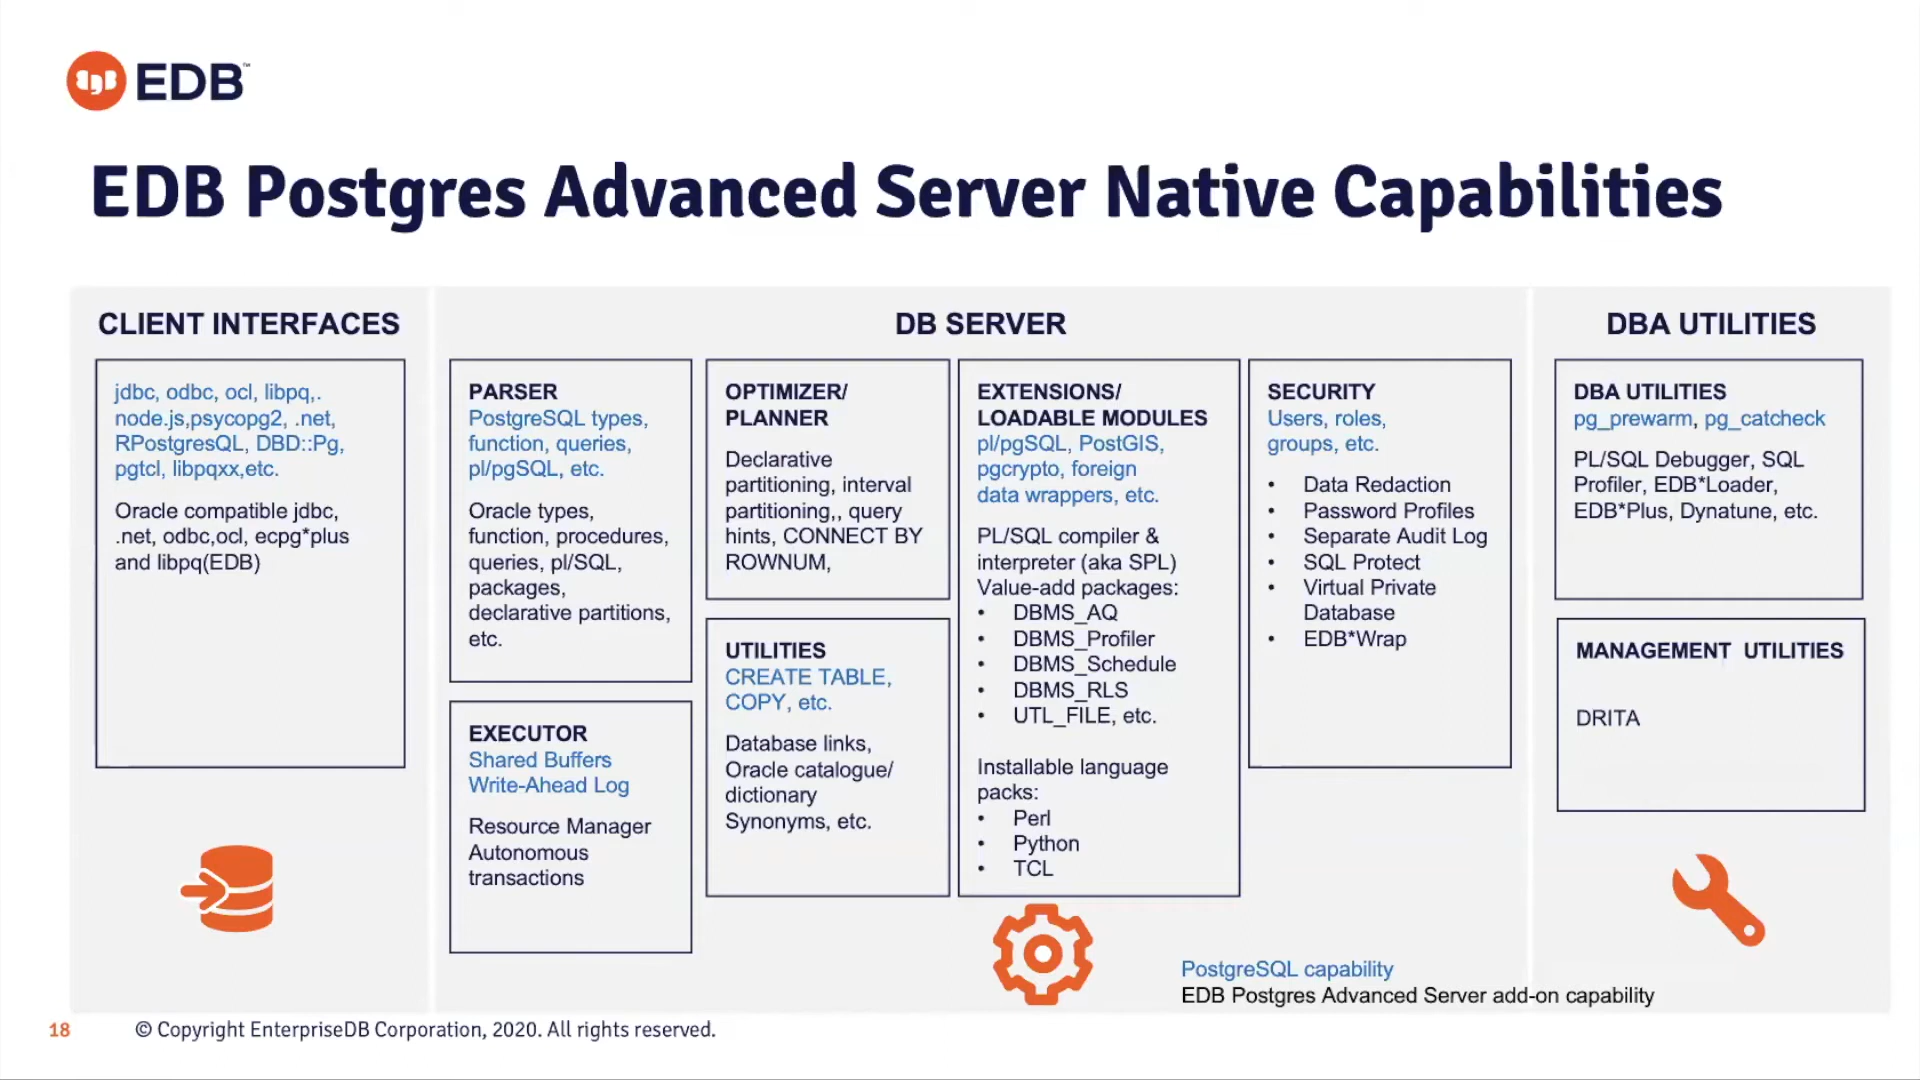 EDB™
EDB Postgres Advanced Server Native Capabilities
CLIENT INTERFACES
jdbc, odbc, ocl, libpq,.
node.js,psycopg2, .net,
RPostgresQL, DBD::Pg,
pgtcl, libpqxx,etc.
Oracle compatible jdbc,
.net, odbc,ocl, ecpg*plus
and libpq(EDB)
DB SERVER
PARSER
PostgreSQL types,
function, queries,
pl/pgSQL, etc.
Oracle types,
function, procedures,
queries, pl/SQL,
packages,
declarative partitions,
etc.
EXECUTOR
Shared Buffers
Write-Ahead Log
Resource Manager
Autonomous
transactions
OPTIMIZER/
PLANNER
Declarative
partitioning, interval
partitioning,, query
hints, CONNECT BY
ROWNUM,
UTILITIES
CREATE TABLE,
COPY, etc.
Database links,
Oracle catalogue/
dictionary
Synonyms, etc.
EXTENSIONS/
LOADABLE MODULES
pl/pgSQL, PostGIS,
pgcrypto, foreign
data wrappers, etc.
PL/SQL compiler &
interpreter (aka SPL)
Value-add packages:
• DBMS_AQ
• DBMS_Profiler
• DBMS_Schedule
• DBMS_RLS
• UTL_FILE, etc.
Installable language
packs:
• Perl
• Python
• TCL
SECURITY
Users, roles,
groups, etc.
• Data Redaction
• Password Profiles
• Separate Audit Log
• SQL Protect
• Virtual Private
Database
• EDB*Wrap
DBA UTILITIES
DBA UTILITIES
pg_prewarm, pg_catcheck
PL/SQL Debugger, SQL
Profiler, EDB*Loader,
EDB*Plus, Dynatune, etc.
MANAGEMENT UTILITIES
DRITA
PostgreSQL capability
EDB Postgres Advanced Server add-on capability
18
© Copyright EnterpriseDB Corporation, 2020. All rights reserved.